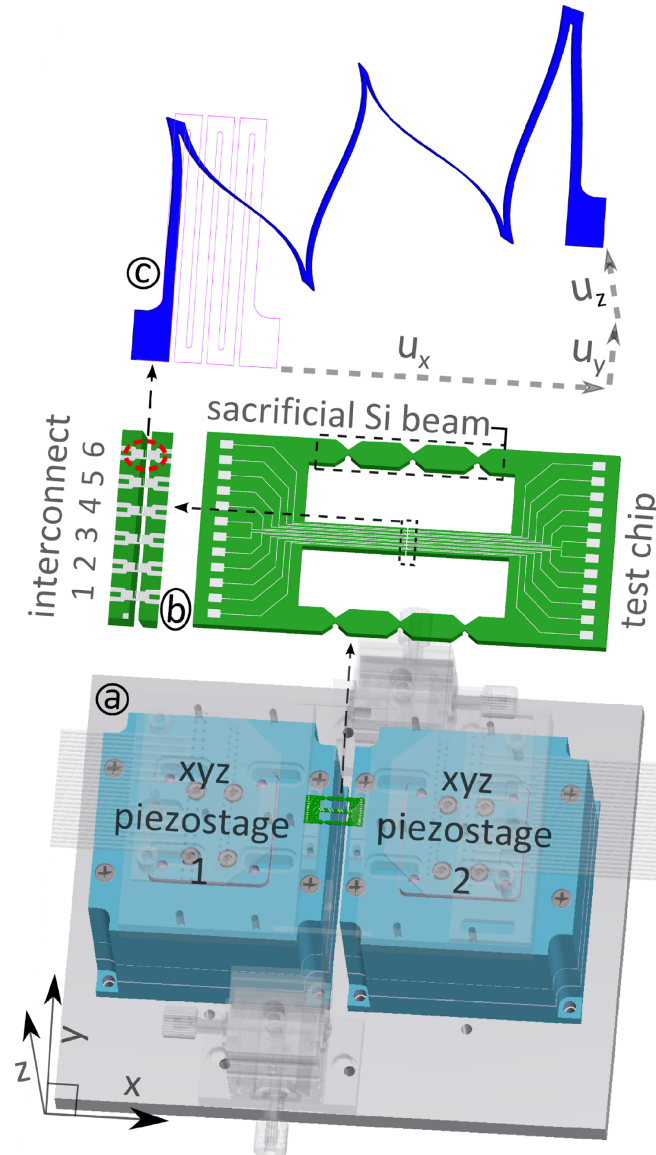 c
u_z
u_x
u_y
sacrificial Si beam
interconnect
1 2 3 4 5 6
b
test chip
a
xyz
piezostage
1
xyz
piezostage
2
z
y
x